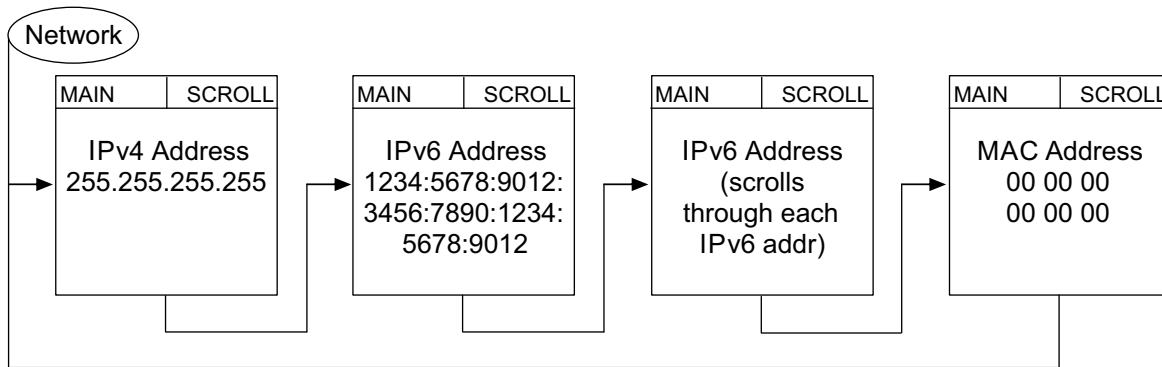 Network
MAIN SCROLL
IPv4 Address
255.255.255.255
MAIN SCROLL
IPv6 Address
1234:5678:9012:
3456:7890:1234:
5678:9012
MAIN SCROLL
IPv6 Address
(scrolls
through each
IPv6 addr)
MAIN SCROLL
MAC Address
00 00 00
00 00 00